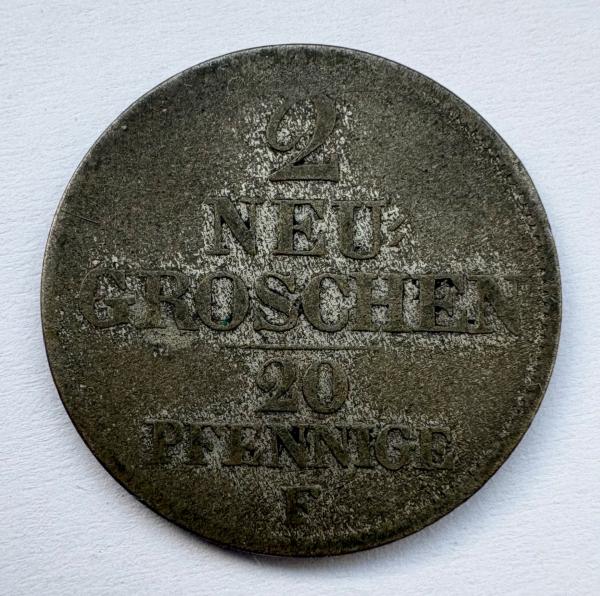 2
NEU-
GROSCHEN
20
PFENNIGE
F